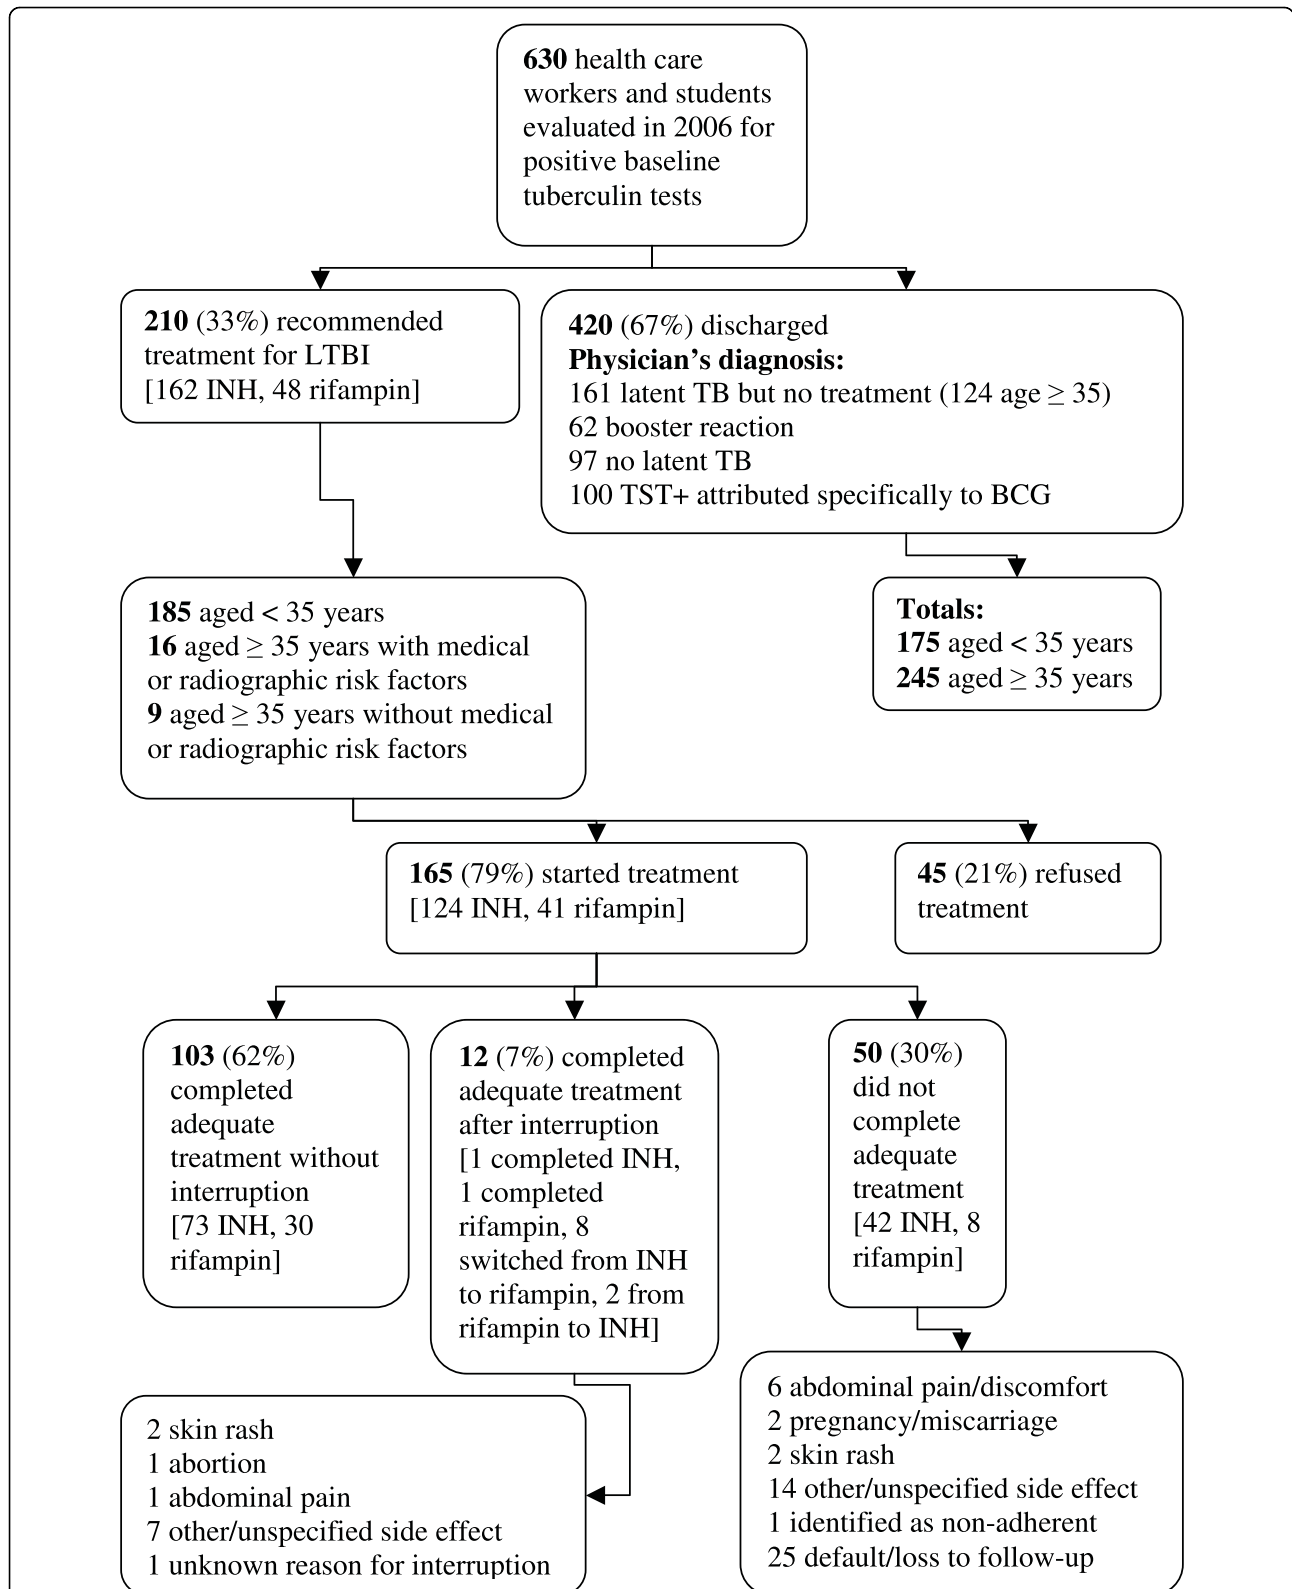 630 health care
workers and students
evaluated in 2006 for
positive baseline
tuberculin tests
210 (33%) recommended
treatment for LTBI
[162 INH, 48 rifampin]
420 (67%) discharged
Physician's diagnosis:
161 latent TB but no treatment (124 age ≥ 35)
62 booster reaction
97 no latent TB
100 TST+ attributed specifically to BCG
185 aged < 35 years
16 aged ≥ 35 years with medical
or radiographic risk factors
9 aged ≥ 35 years without medical
or radiographic risk factors
Totals:
175 aged < 35 years
245 aged ≥ 35 years
165 (79%) started treatment
[124 INH, 41 rifampin]
45 (21%) refused
treatment
103 (62%)
completed
adequate
treatment without
interruption
[73 INH, 30
rifampin]
12 (7%) completed
adequate treatment
after interruption
[1 completed INH,
1 completed
rifampin, 8
switched from INH
to rifampin, 2 from
rifampin to INH]
50 (30%)
did not
complete
adequate
treatment
[42 INH, 8
rifampin]
2 skin rash
1 abortion
1 abdominal pain
7 other/unspecified side effect
1 unknown reason for interruption
6 abdominal pain/discomfort
2 pregnancy/miscarriage
2 skin rash
14 other/unspecified side effect
1 identified as non-adherent
25 default/loss to follow-up